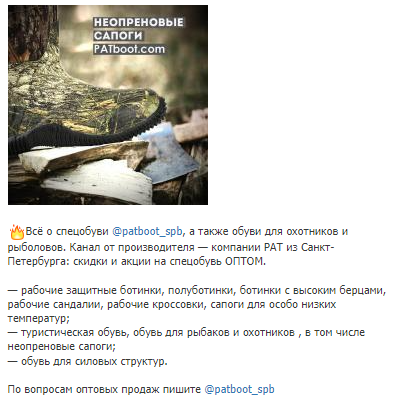 НЕОПРЕНОВЫЕ
САПОГИ
PATboot.com
🔥Всё о спецобуви @patboot_spb, а также обуви для охотников и
рыболовов. Канал от производителя — компании РАТ из Санкт-
Петербурга: скидки и акции на спецобувь ОПТОМ.
— рабочие защитные ботинки, полуботинки, ботинки с высоким берцами,
рабочие сандалии, рабочие кроссовки, сапоги для особо низких
температур;
— туристическая обувь, обувь для рыбаков и охотников , в том числе
неопреновые сапоги;
— обувь для силовых структур.
По вопросам оптовых продаж пишите @patboot_spb